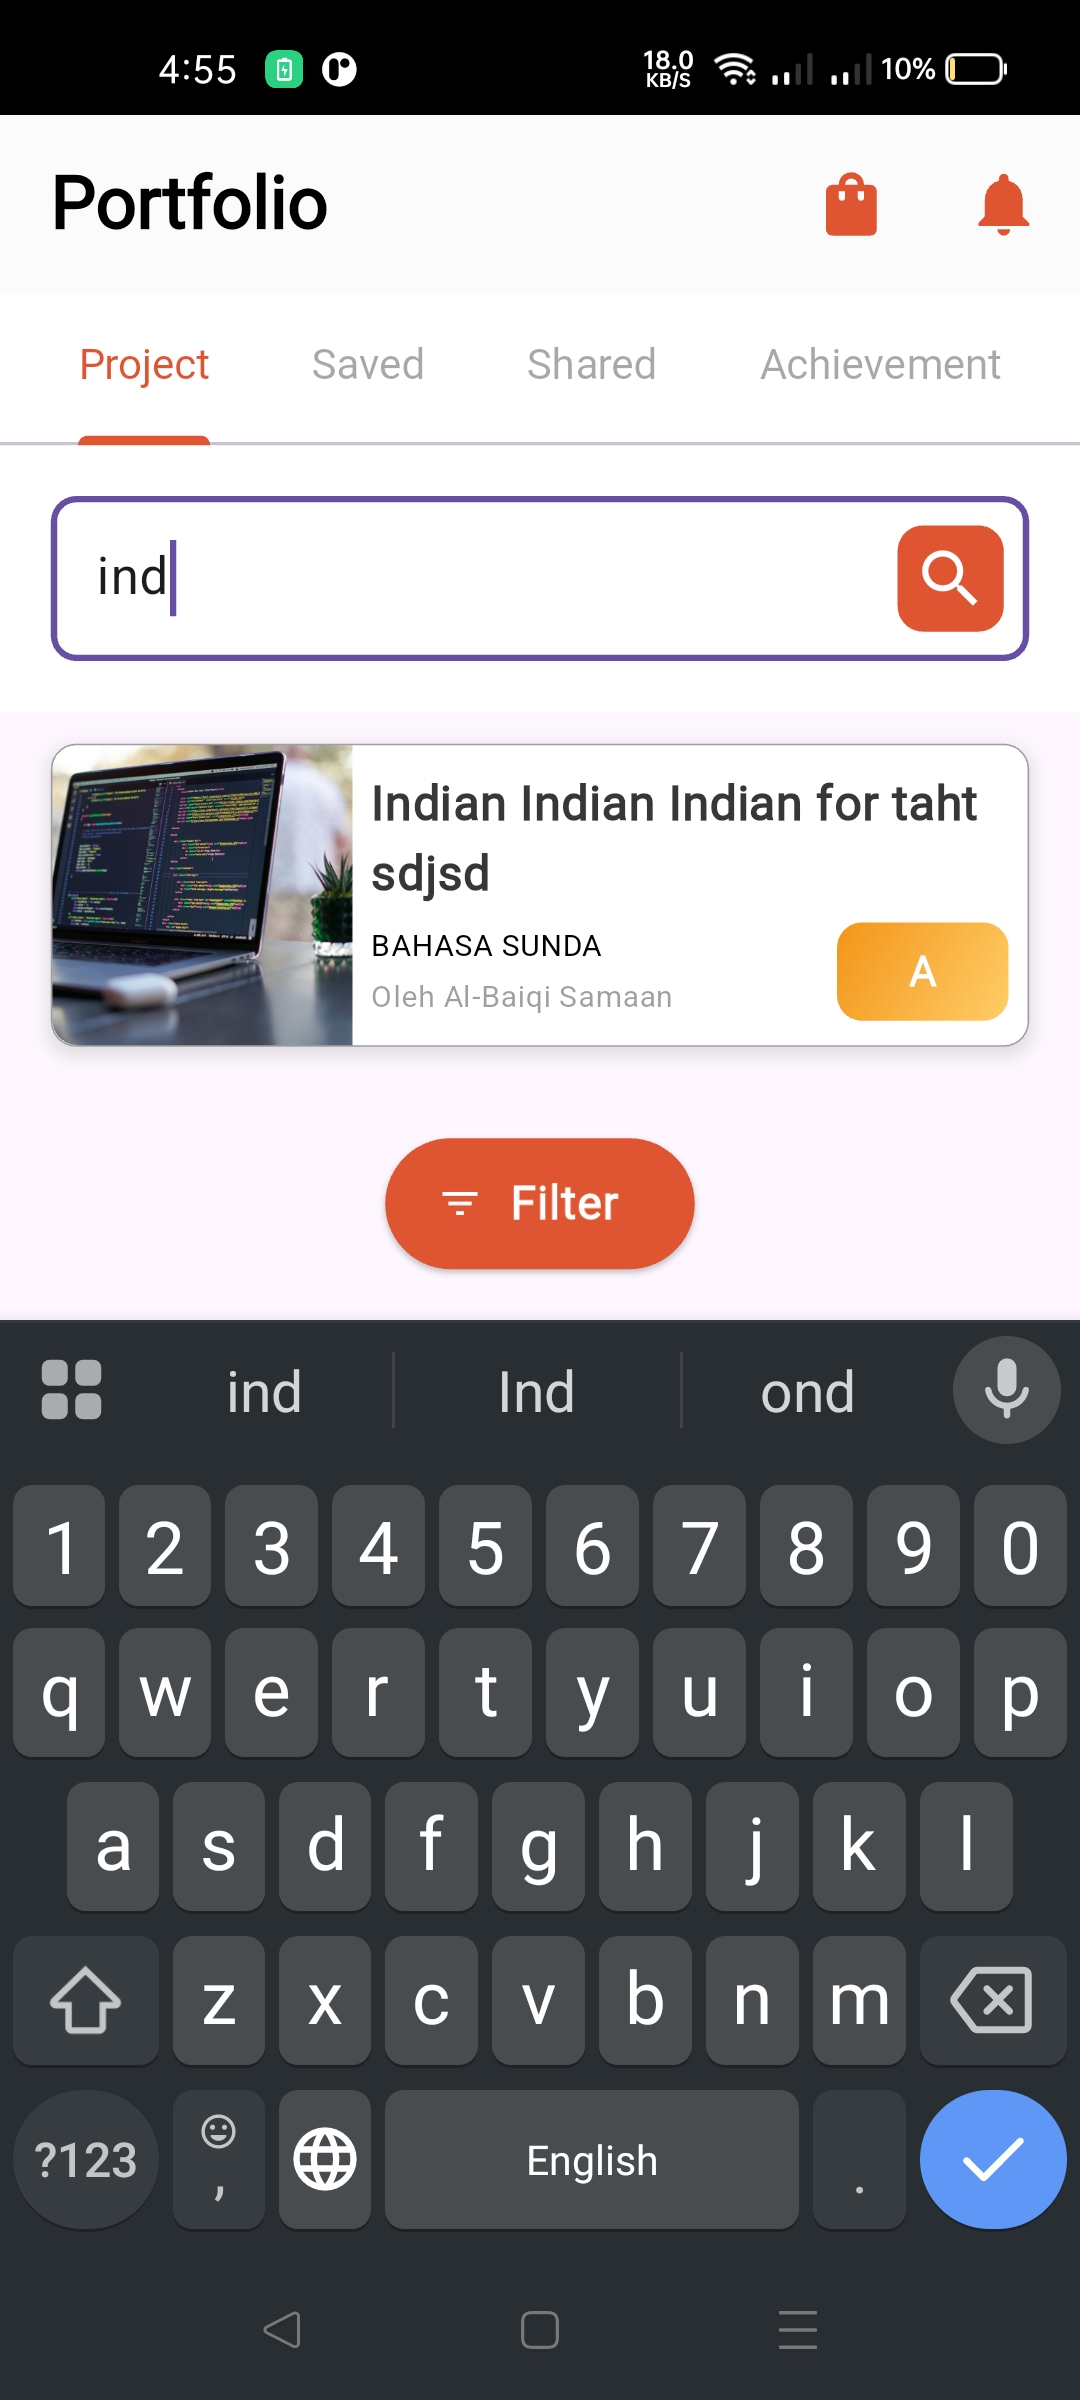 4:55 18.0 KB/S 10%
Portfolio
Project Saved Shared Achievement
ind
Indian Indian Indian for taht
sdjsd
BAHASA SUNDA
Oleh Al-Baiqi Samaan
A
Filter
ind Ind ond
1 2 3 4 5 6 7 8 9 0
q w e r t y u i o p
a s d f g h j k l
z x c v b n m
?123 , English .